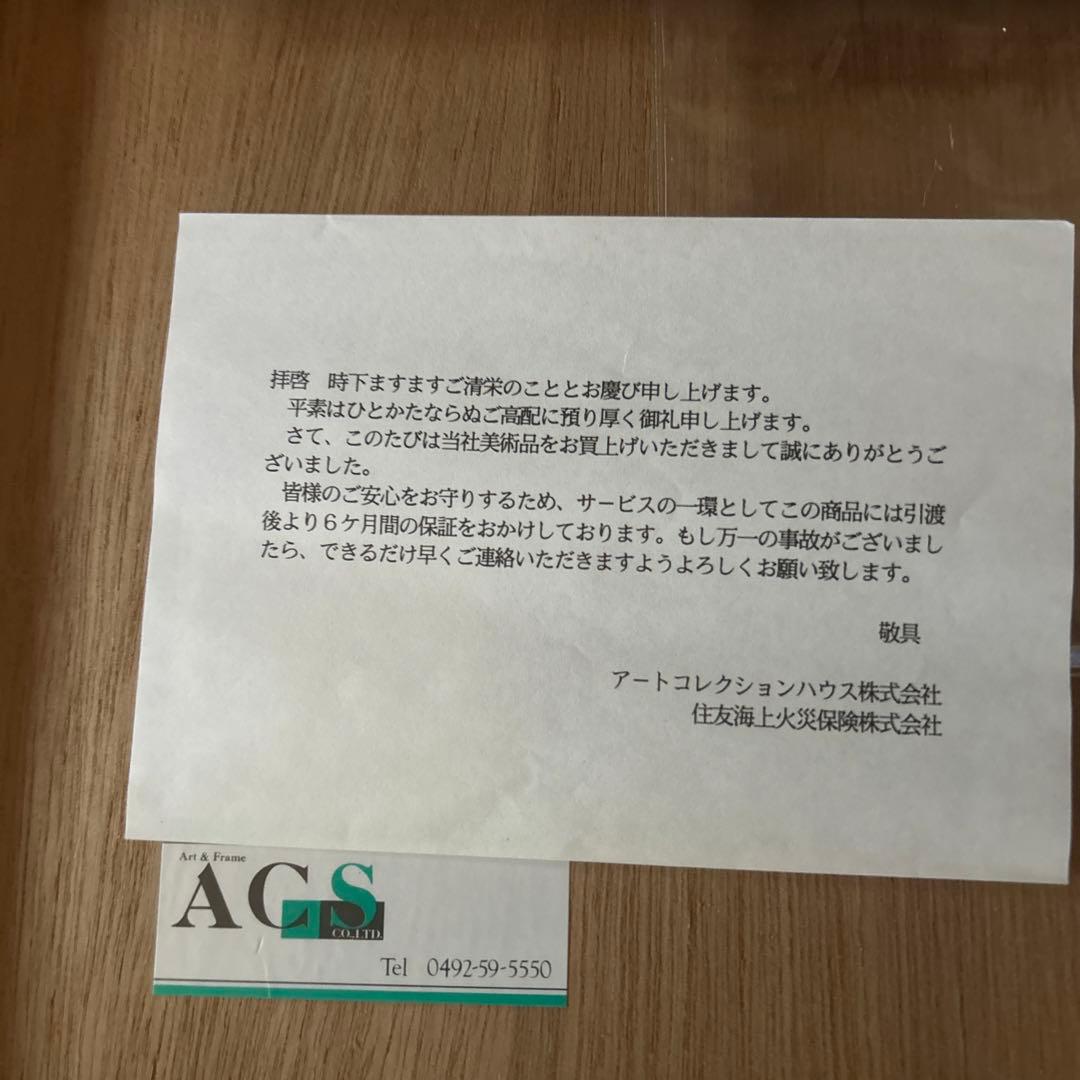 拝啓　時下ますますご清栄のこととお慶び申し上げます。
平素はひとかたならぬご高配に預り厚く御礼申し上げます。
さて、このたびは当社美術品をお買上げいただきまして誠にありがとうご
ざいました。
皆様のご安心をお守りするため、サービスの一環としてこの商品には引渡
後より６ケ月間の保証をおかけしております。もし万一の事故がございまし
たら、できるだけ早くご連絡いただきますようよろしくお願い致します。
敬具
アートコレクションハウス株式会社
住友海上火災保険株式会社
Art & Frame
AGS
CO.,LTD.
Tel 0492-59-5550